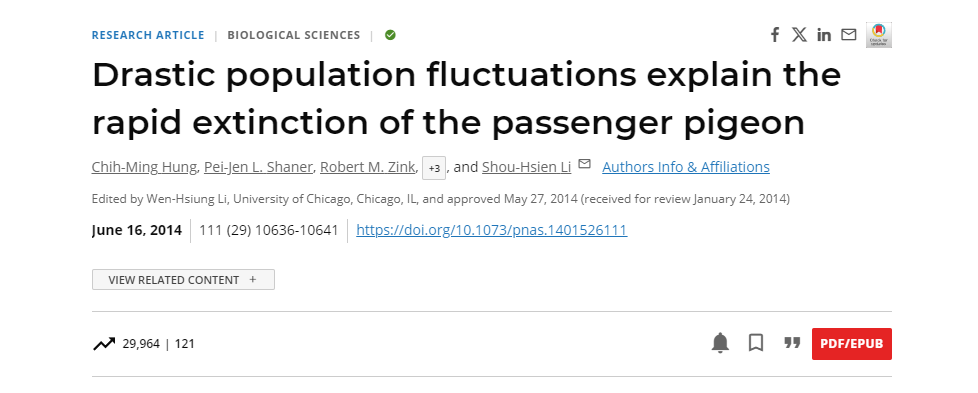 RESEARCH ARTICLE | BIOLOGICAL SCIENCES |
Drastic population fluctuations explain the
rapid extinction of the passenger pigeon
Chih-Ming Hung, Pei-Jen L. Shaner, Robert M. Zink, +3 , and Shou-Hsien Li Authors Info & Affiliations
Edited by Wen-Hsiung Li, University of Chicago, Chicago, IL, and approved May 27, 2014 (received for review January 24, 2014)
June 16, 2014 | 111 (29) 10636-10641 | https://doi.org/10.1073/pnas.1401526111
VIEW RELATED CONTENT +
29,964 | 121
PDF/EPUB